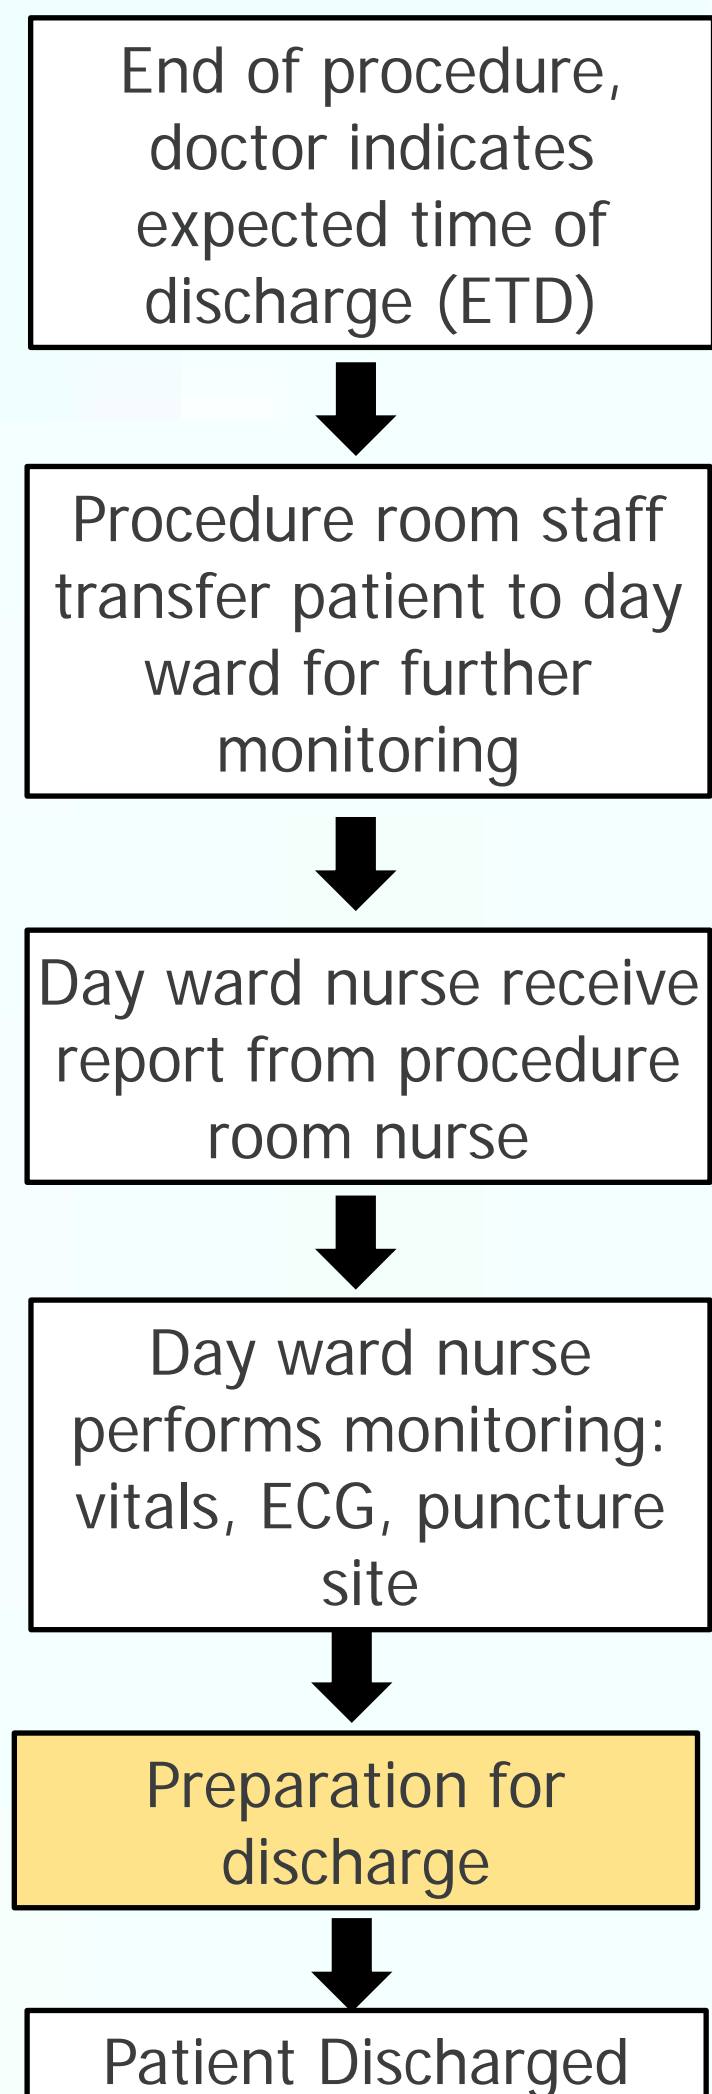 End of procedure,
doctor indicates
expected time of
discharge (ETD)
Procedure room staff
transfer patient to day
ward for further
monitoring
Day ward nurse receive
report from procedure
room nurse
Day ward nurse
performs monitoring:
vitals, ECG, puncture
site
Preparation for
discharge
Patient Discharged